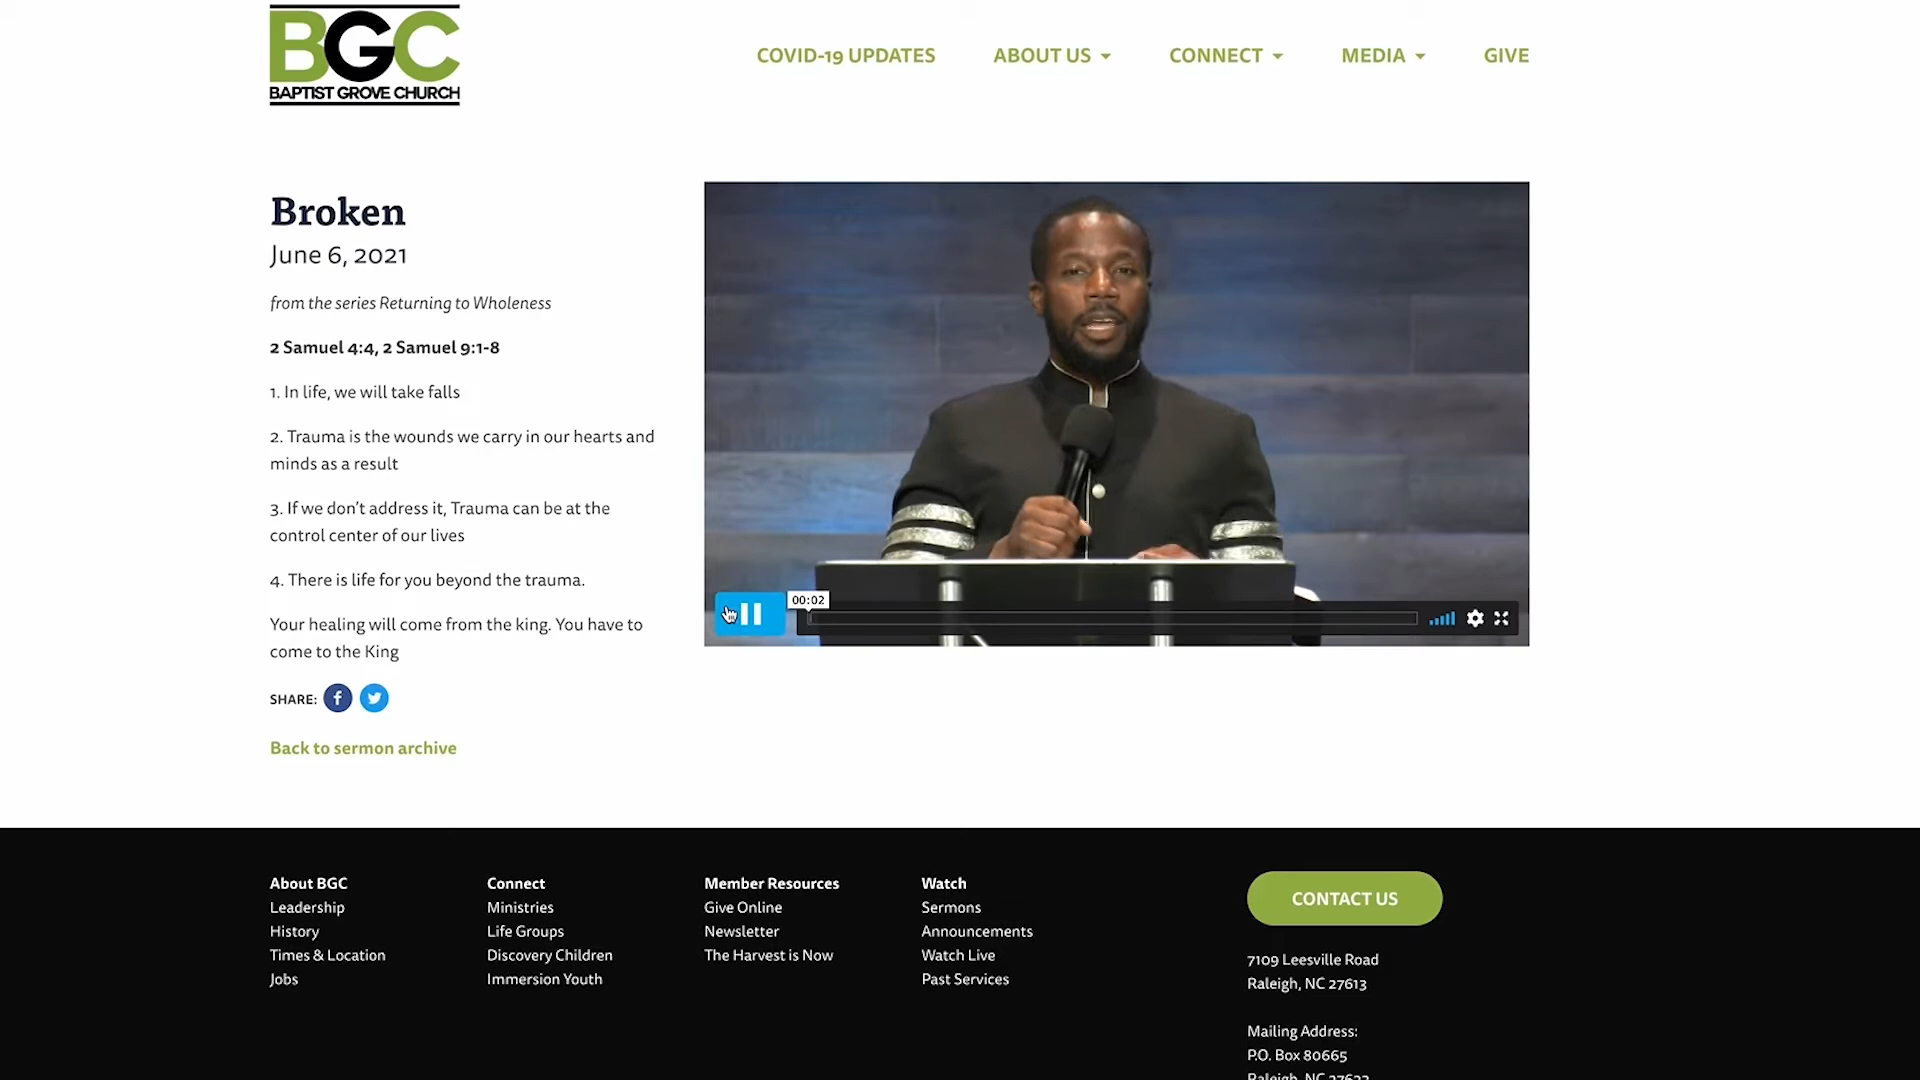 BGC
BAPTIST GROVE CHURCH
COVID-19 UPDATES
ABOUT US
CONNECT
MEDIA
GIVE
Broken
June 6, 2021
from the series Returning to Wholeness
2 Samuel 4:4, 2 Samuel 9:1-8
1. In life, we will take falls
2. Trauma is the wounds we carry in our hearts and
minds as a result
3. If we don’t address it, Trauma can be at the
control center of our lives
4. There is life for you beyond the trauma.
Your healing will come from the king. You have to
come to the King
SHARE:
Back to sermon archive
00:02
About BGC
Leadership
History
Times & Location
Jobs
Connect
Ministries
Life Groups
Discovery Children
Immersion Youth
Member Resources
Give Online
Newsletter
The Harvest is Now
Watch
Sermons
Announcements
Watch Live
Past Services
CONTACT US
7109 Leesville Road
Raleigh, NC 27613
Mailing Address:
P.O. Box 80665
Raleigh, NC